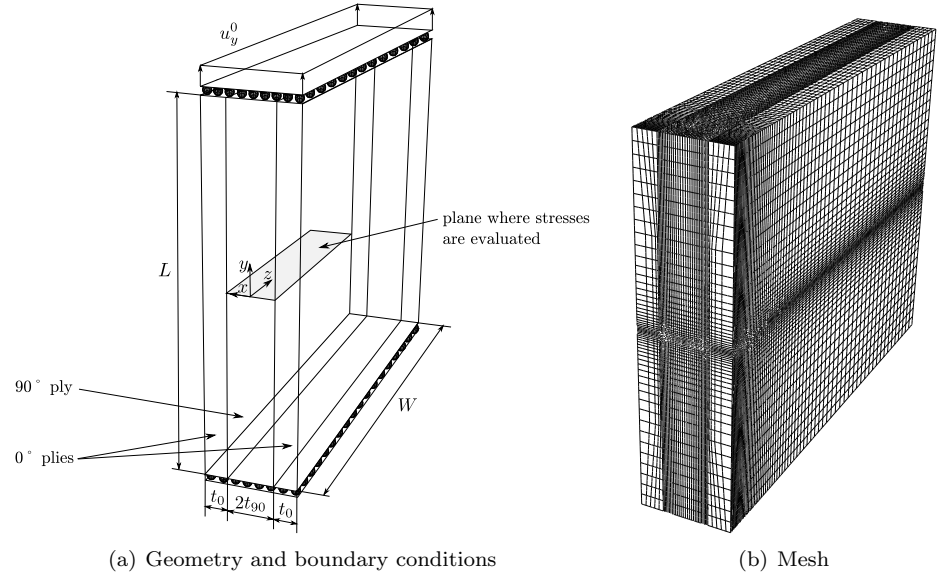 u_y^0
plane where stresses
are evaluated
L
y
z
x
90° ply
W
0° plies
t_0
2t_90
t_0
(a) Geometry and boundary conditions
(b) Mesh